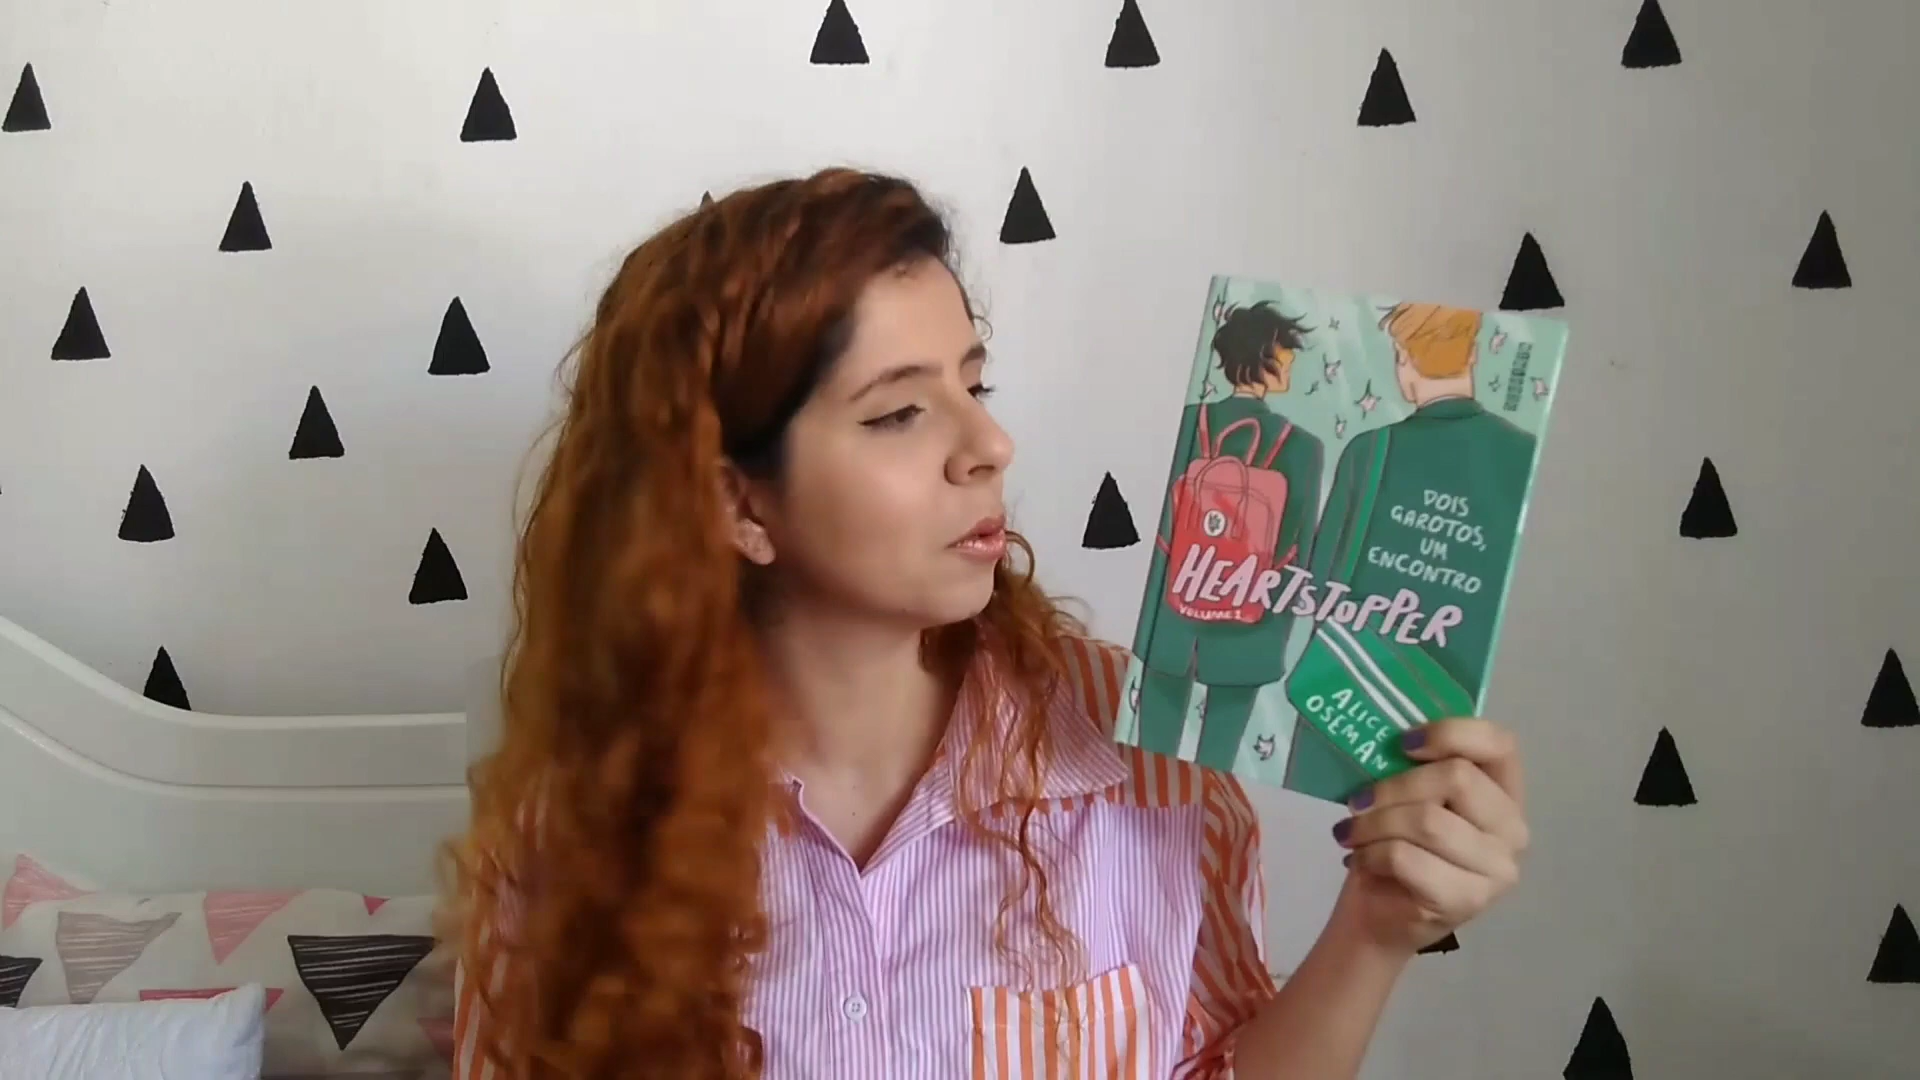 DOIS
GAROTOS,
UM
ENCONTRO
HEARTSTOPPER
VOLUME 1
ALICE
OSEMAN